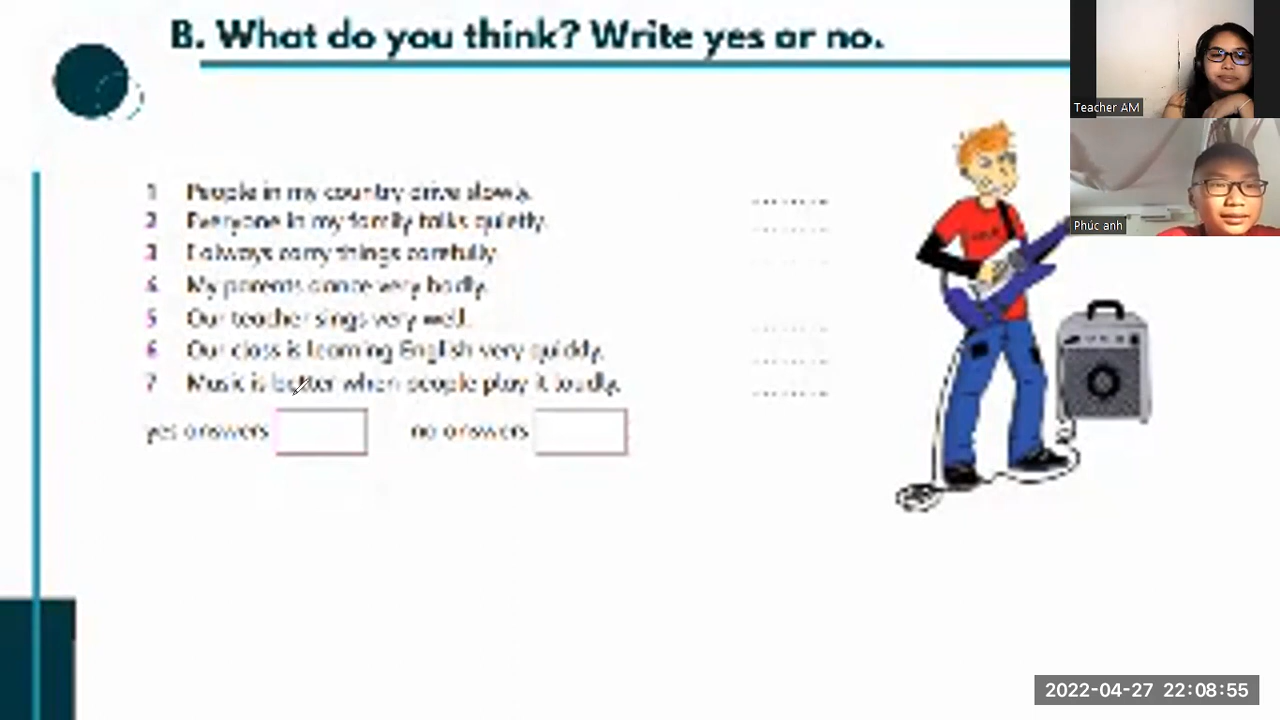 B. What do you think? Write yes or no.
Teacher AM
Phúc anh
1 People in my country drive slowly.
2 Everyone in my family talks quietly.
3 I always carry things carefully.
4 My parents dance very badly.
5 Our teacher sings very well.
6 Our class is learning English very quickly.
7 Music is better when people play it loudly.
yes answers no answers
2022-04-27 22:08:55